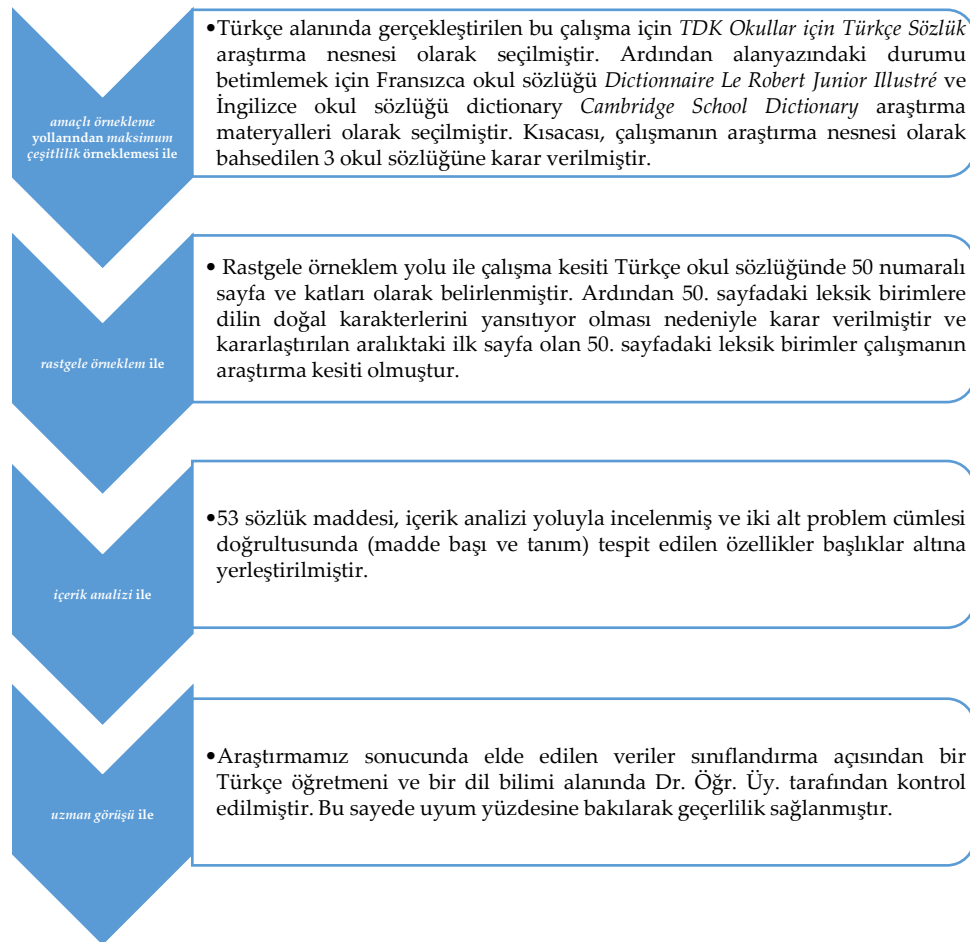 amaçlı örnekleme
yollarından maksimum
çeşitlilik örneklemesi ile
•Türkçe alanında gerçekleştirilen bu çalışma için TDK Okullar için Türkçe Sözlük
araştırma nesnesi olarak seçilmiştir. Ardından alanyazındaki durumu
betimlemek için Fransızca okul sözlüğü Dictionnaire Le Robert Junior Illustré ve
İngilizce okul sözlüğü dictionary Cambridge School Dictionary araştırma
materyalleri olarak seçilmiştir. Kısacası, çalışmanın araştırma nesnesi olarak
bahsedilen 3 okul sözlüğüne karar verilmiştir.
rastgele örneklem ile
• Rastgele örneklem yolu ile çalışma kesiti Türkçe okul sözlüğünde 50 numaralı
sayfa ve katları olarak belirlenmiştir. Ardından 50. sayfadaki leksik birimlere
dilin doğal karakterlerini yansıtıyor olması nedeniyle karar verilmiştir ve
kararlaştırılan aralıktaki ilk sayfa olan 50. sayfadaki leksik birimler çalışmanın
araştırma kesiti olmuştur.
içerik analizi ile
•53 sözlük maddesi, içerik analizi yoluyla incelenmiş ve iki alt problem cümlesi
doğrultusunda (madde başı ve tanım) tespit edilen özellikler başlıklar altına
yerleştirilmiştir.
uzman görüşü ile
•Araştırmamız sonucunda elde edilen veriler sınıflandırma açısından bir
Türkçe öğretmeni ve bir dil bilimi alanında Dr. Öğr. Üy. tarafından kontrol
edilmiştir. Bu sayede uyum yüzdesine bakılarak geçerlilik sağlanmıştır.